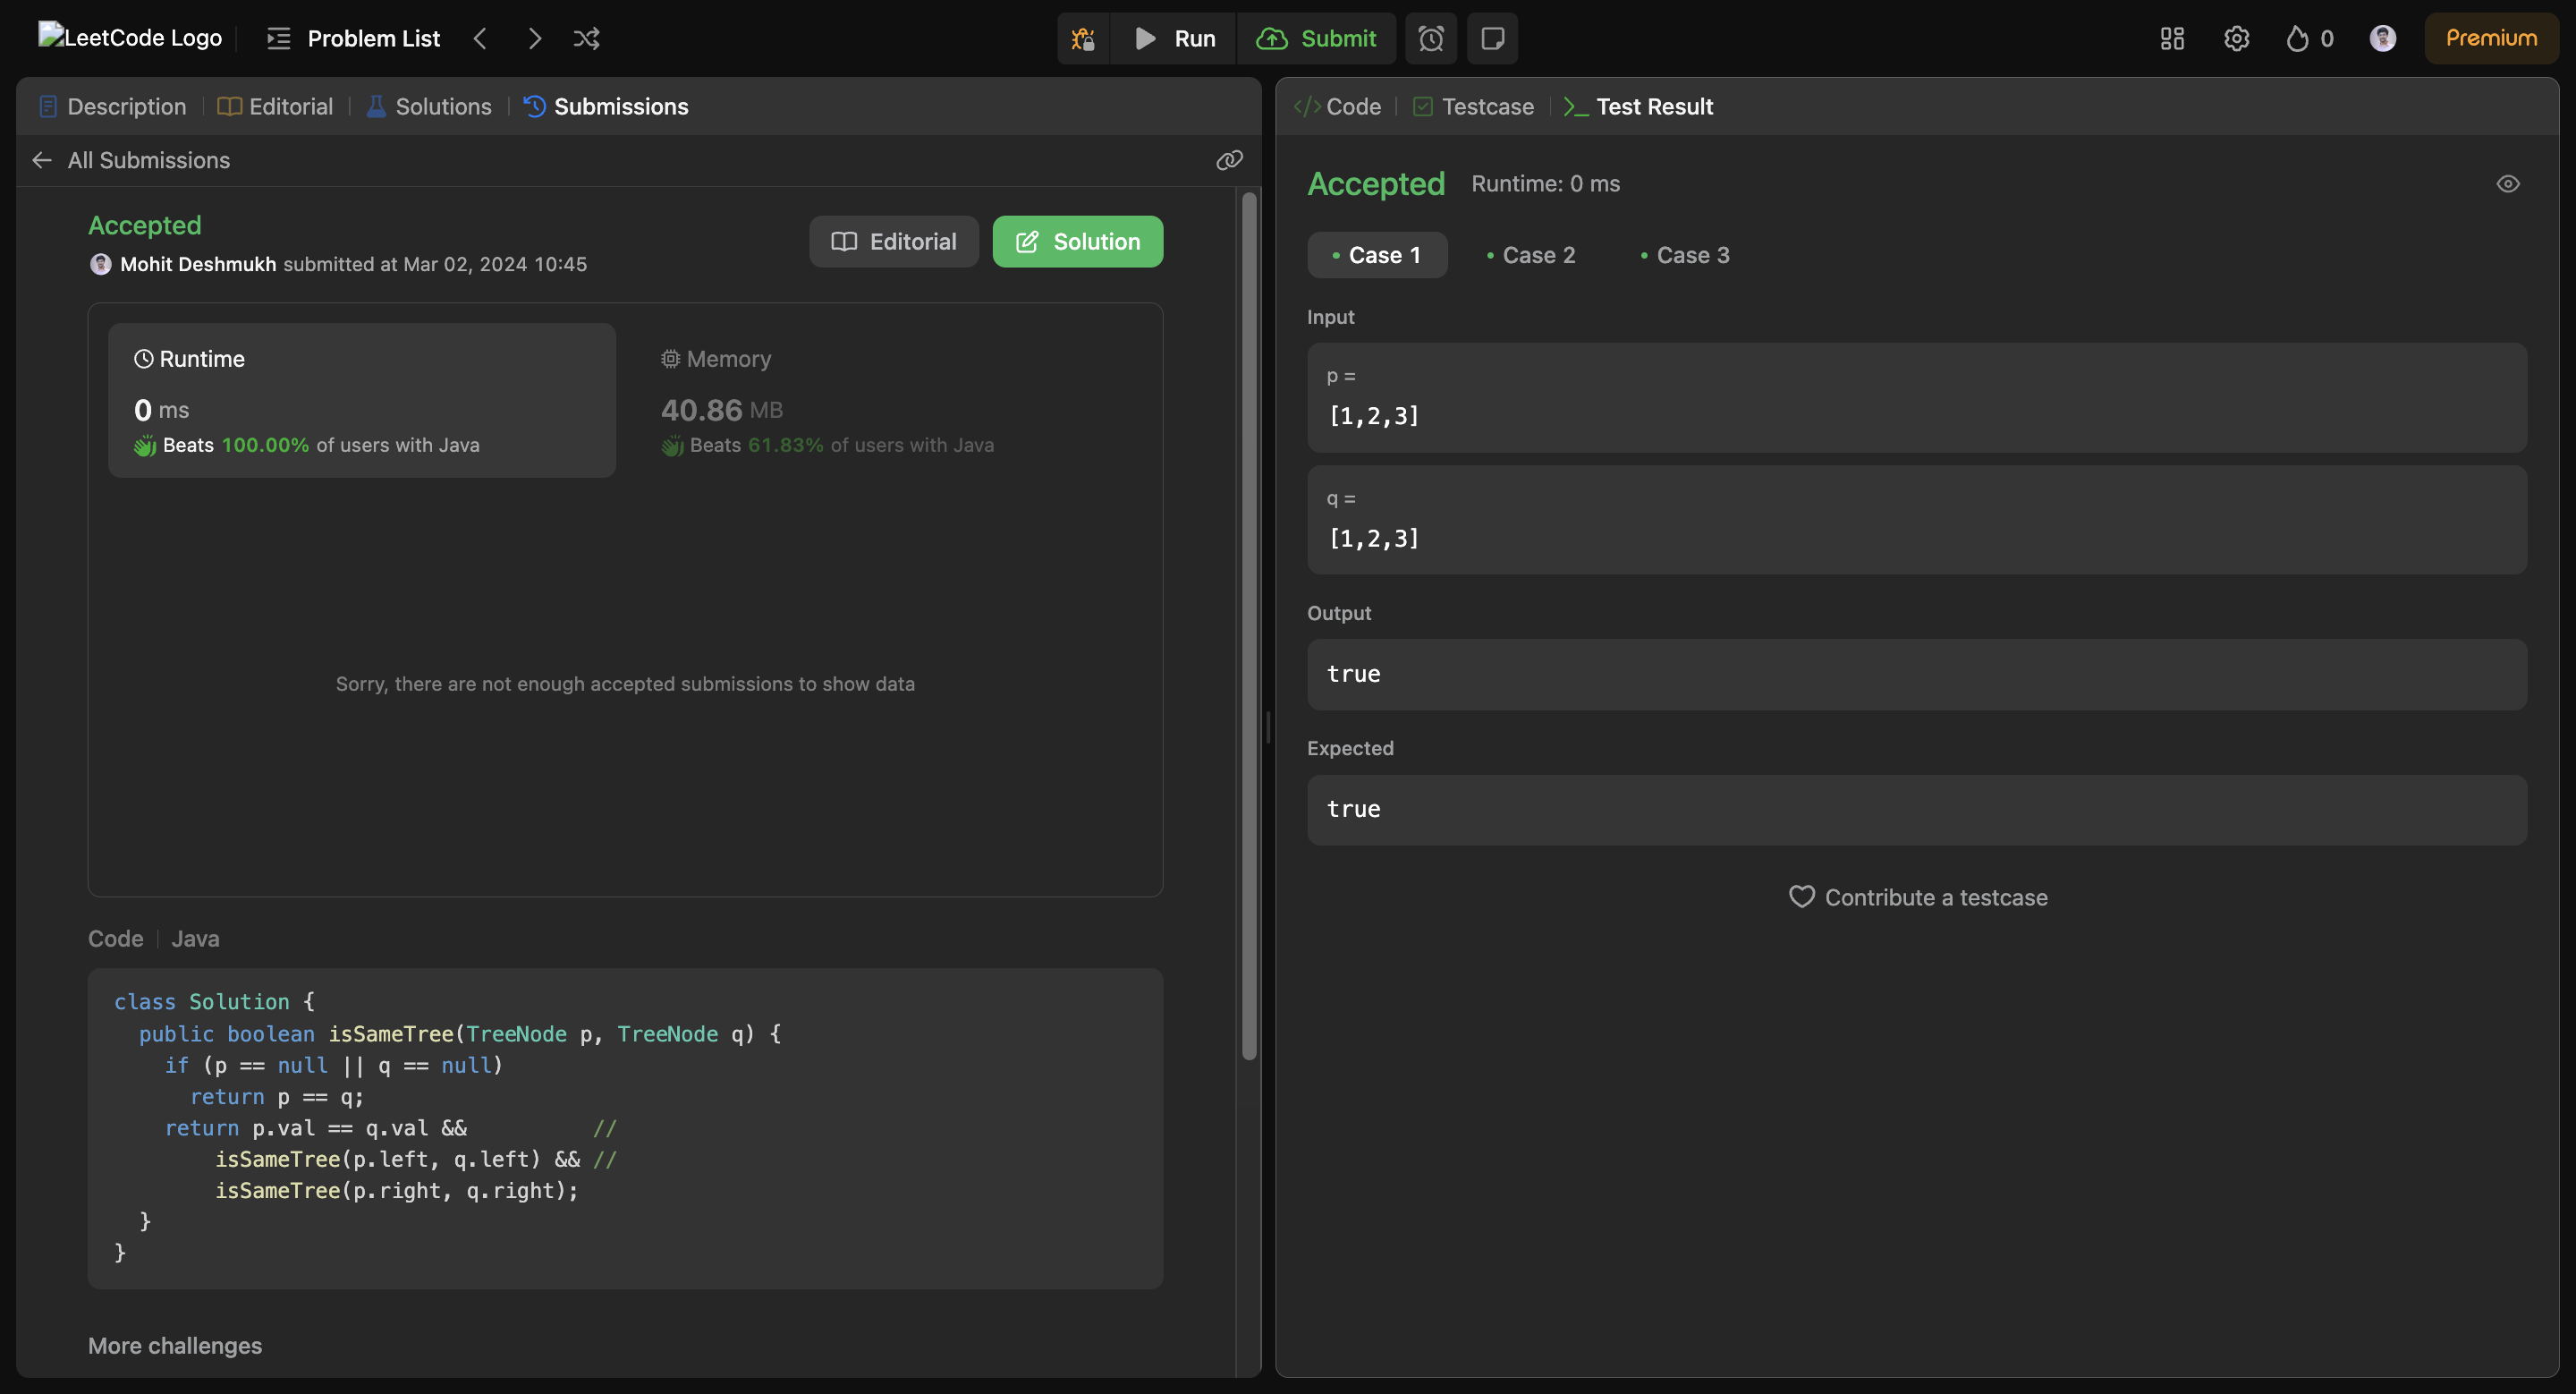 LeetCode Logo
Problem List
Run
Submit
0
Premium
Description
Editorial
Solutions
Submissions
All Submissions
Accepted
Editorial
Solution
Mohit Deshmukh submitted at Mar 02, 2024 10:45
Runtime
0 ms
Beats 100.00% of users with Java
Memory
40.86 MB
Beats 61.83% of users with Java
Sorry, there are not enough accepted submissions to show data
Code
Java
class Solution {
  public boolean isSameTree(TreeNode p, TreeNode q) {
    if (p == null || q == null)
      return p == q;
    return p.val == q.val &&          //
        isSameTree(p.left, q.left) && //
        isSameTree(p.right, q.right);
  }
}
More challenges
Code
Testcase
Test Result
Accepted
Runtime: 0 ms
Case 1
Case 2
Case 3
Input
p =
[1,2,3]
q =
[1,2,3]
Output
true
Expected
true
Contribute a testcase